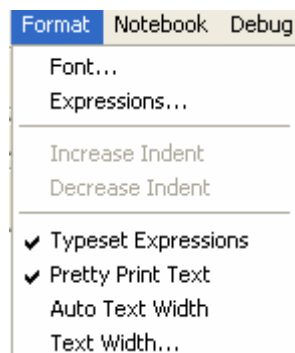 Format Notebook Debug
Font...
Expressions...
Increase Indent
Decrease Indent
✔ Typeset Expressions
✔ Pretty Print Text
Auto Text Width
Text Width...